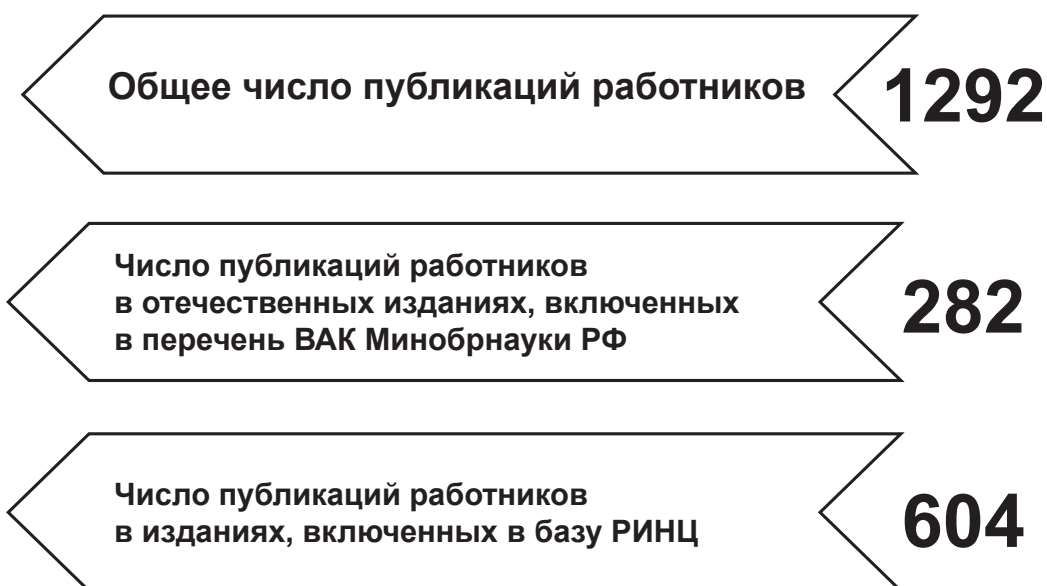 Общее число публикаций работников
1292
Число публикаций работников
в отечественных изданиях, включенных
в перечень ВАК Минобрнауки РФ
282
Число публикаций работников
в изданиях, включенных в базу РИНЦ
604